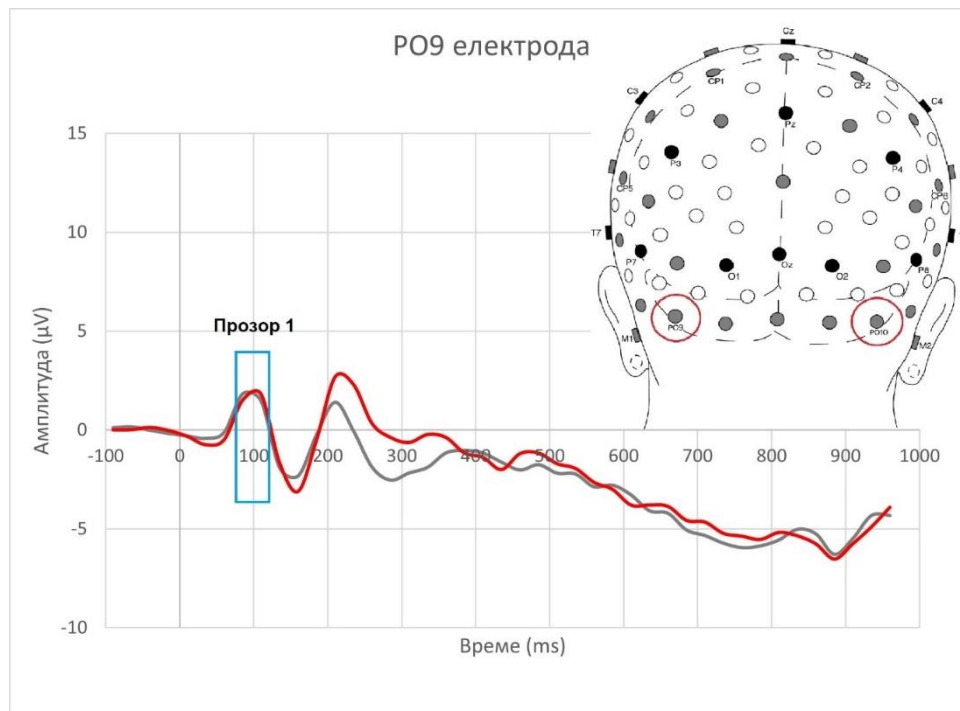 PO9 електрода
Cz
CP1
CP2
C3
C4
Pz
P3
P4
CP5
CP6
T7
P7
P8
O1
Oz
O2
PO9
PO10
M1
M2
15
10
5
0
-5
-10
Прозор 1
-100 0 100 200 300 400 500 600 700 800 900 1000
Амплитуда (μV)
Време (ms)